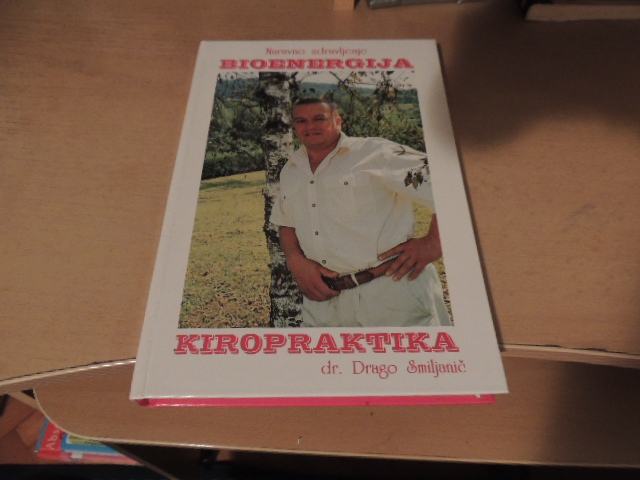 Naravno zdravljenje
BIOENERGIJA
KIROPRAKTIKA
dr. Drago Smiljanič